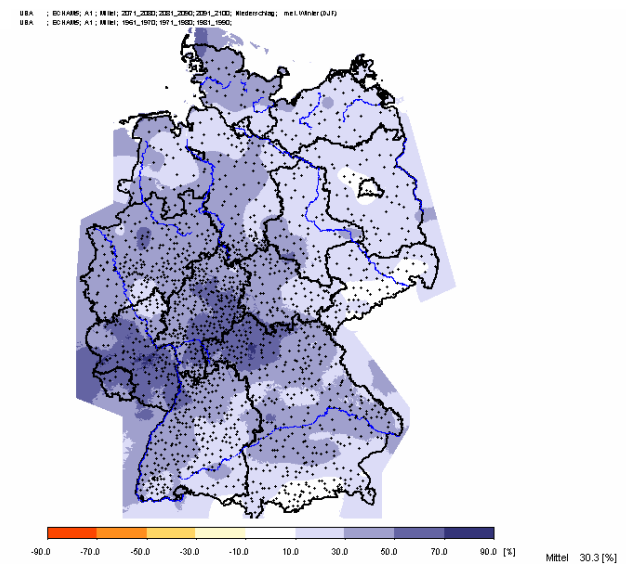 UBA ; ECHAM5; A1 ; Mittel; 2071_2080; 2081_2090; 2091_2100; Niederschlag; met. Winter (DJF)
UBA ; ECHAM5; A1; Mittel; 1961_1970; 1971_1980; 1981_1990;
-90.0 -70.0 -50.0 -30.0 -10.0 10.0 30.0 50.0 70.0 90.0 [%]
Mittel 30.3 [%]